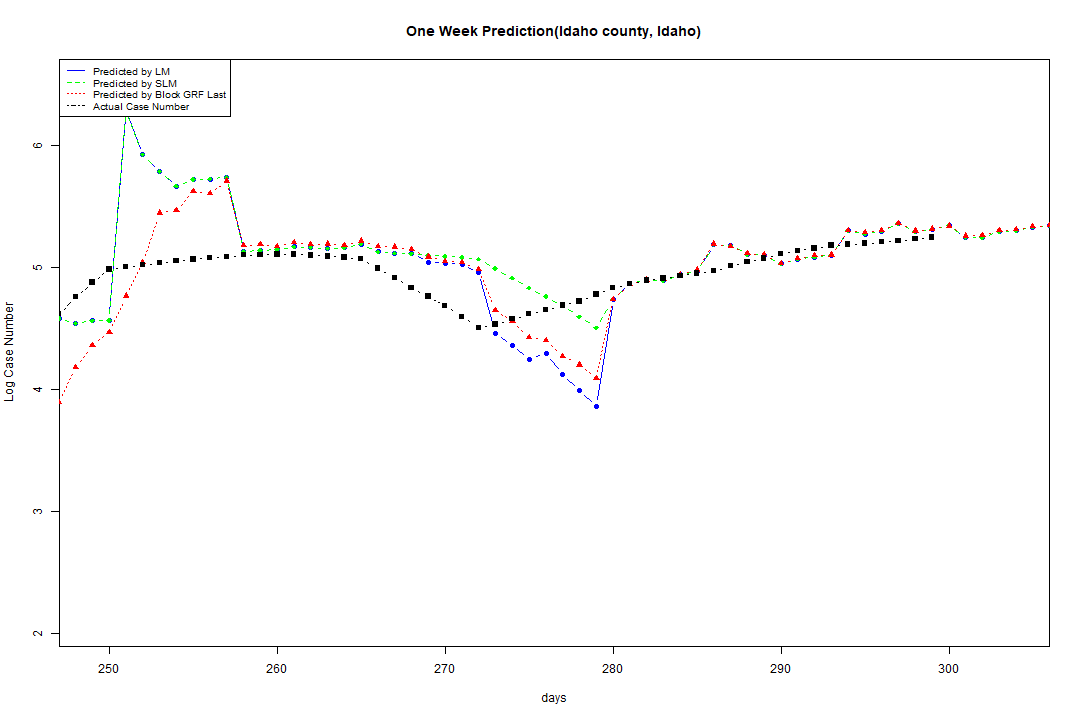 One Week Prediction(Idaho county, Idaho)
Predicted by LM
Predicted by SLM
Predicted by Block GRF Last
Actual Case Number
6
5
4
3
2
Log Case Number
250 260 270 280 290 300
days